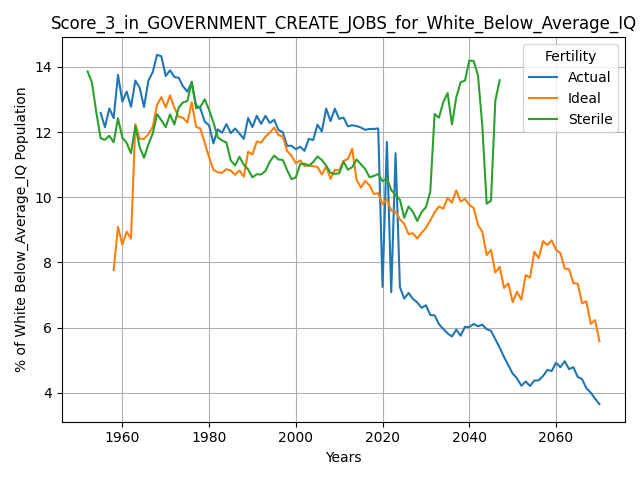 Score_3_in_GOVERNMENT_CREATE_JOBS_for_White_Below_Average_IQ
% of White Below_Average_IQ Population
14
12
10
8
6
4
1960 1980 2000 2020 2040 2060
Years
Fertility
Actual
Ideal
Sterile